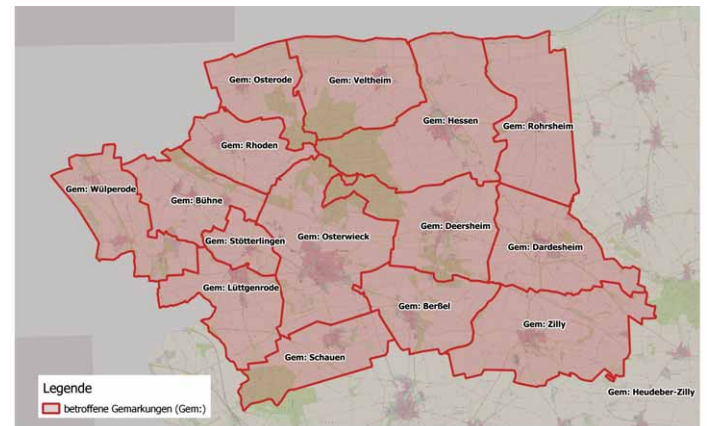 Gem: Osterode
Gem: Veltheim
Gem: Hessen
Gem: Rohrsheim
Gem: Rhoden
Gem: Wülperode
Gem: Bühne
Gem: Stötterlingen
Gem: Osterwieck
Gem: Deersheim
Gem: Dardesheim
Gem: Lüttgenrode
Gem: Berßel
Gem: Zilly
Gem: Schauen
Gem: Heudeber-Zilly
Legende
betroffene Gemarkungen (Gem:)